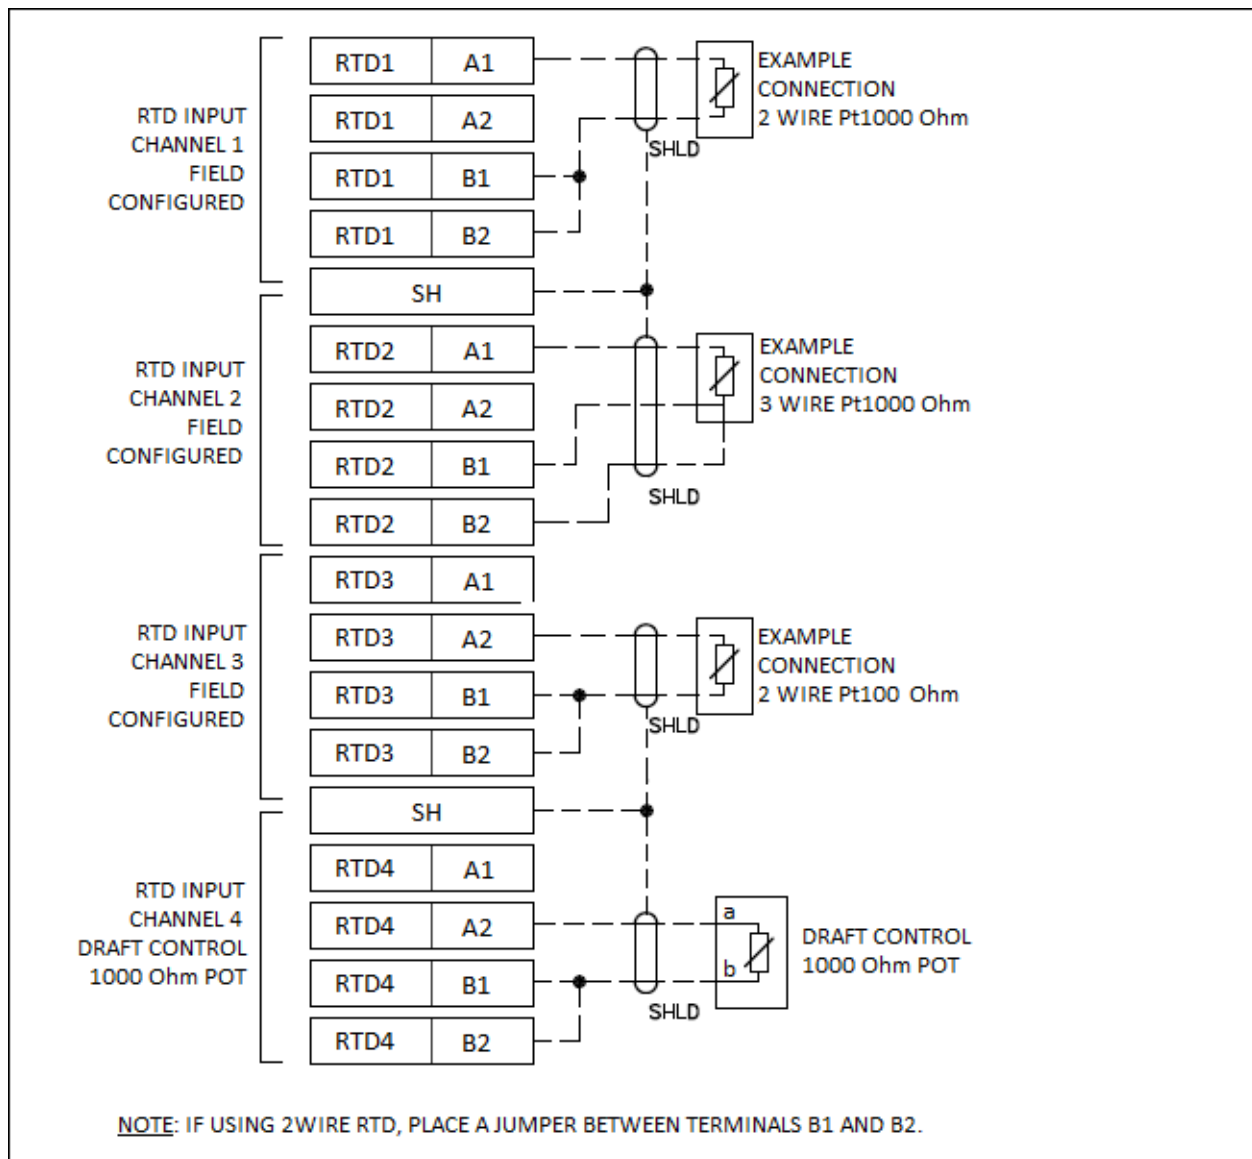 RTD INPUT
CHANNEL 1
FIELD
CONFIGURED
RTD1 A1
RTD1 A2
RTD1 B1
RTD1 B2
SHLD
EXAMPLE
CONNECTION
2 WIRE Pt1000 Ohm
SH
RTD INPUT
CHANNEL 2
FIELD
CONFIGURED
RTD2 A1
RTD2 A2
RTD2 B1
RTD2 B2
SHLD
EXAMPLE
CONNECTION
3 WIRE Pt1000 Ohm
RTD INPUT
CHANNEL 3
FIELD
CONFIGURED
RTD3 A1
RTD3 A2
RTD3 B1
RTD3 B2
SHLD
EXAMPLE
CONNECTION
2 WIRE Pt100 Ohm
SH
RTD INPUT
CHANNEL 4
DRAFT CONTROL
1000 Ohm POT
RTD4 A1
RTD4 A2
RTD4 B1
RTD4 B2
SHLD
a
b
DRAFT CONTROL
1000 Ohm POT
NOTE: IF USING 2WIRE RTD, PLACE A JUMPER BETWEEN TERMINALS B1 AND B2.